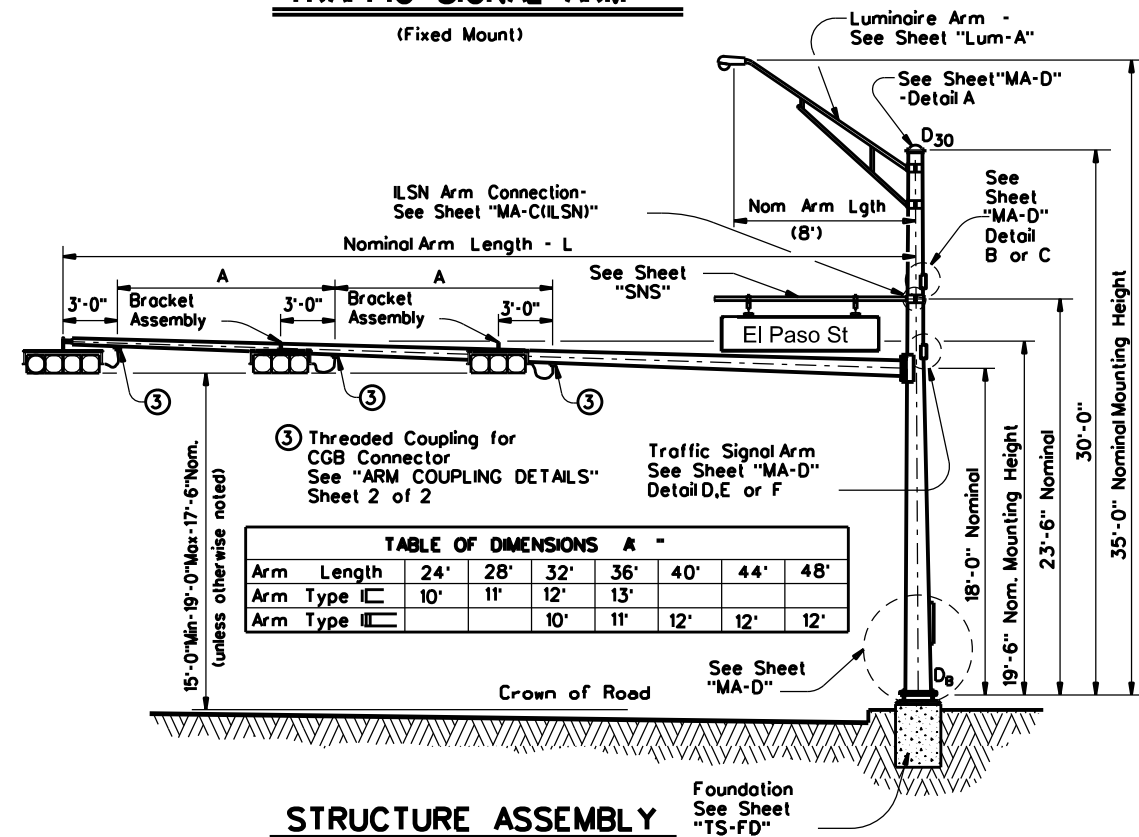 (Fixed Mount)
Luminaire Arm -
See Sheet "Lum-A"
See Sheet "MA-D"
-Detail A
D30
See
Sheet
"MA-D"
Detail
B or C
ILSN Arm Connection-
See Sheet "MA-C(ILSN)"
Nom Arm Lgth
(8')
Nominal Arm Length - L
See Sheet
"SNS"
A
A
3'-0"
Bracket
Assembly
3'-0"
Bracket
Assembly
3'-0"
El Paso St
3
3
3
3 Threaded Coupling for
CGB Connector
See "ARM COUPLING DETAILS"
Sheet 2 of 2
Traffic Signal Arm
See Sheet "MA-D"
Detail D,E or F
15'-0"Min-19'-0"Max-17'-6"Nom.
(unless otherwise noted)
TABLE OF DIMENSIONS "A"
Arm Length 24' 28' 32' 36' 40' 44' 48'
Arm Type II 10' 11' 12' 13'
Arm Type III 10' 11' 12' 12' 12'
18'-0" Nominal
19'-6" Nom. Mounting Height
23'-6" Nominal
30'-0"
35'-0" Nominal Mounting Height
See Sheet
"MA-D"
DB
Crown of Road
Foundation
See Sheet
"TS-FD"
STRUCTURE ASSEMBLY